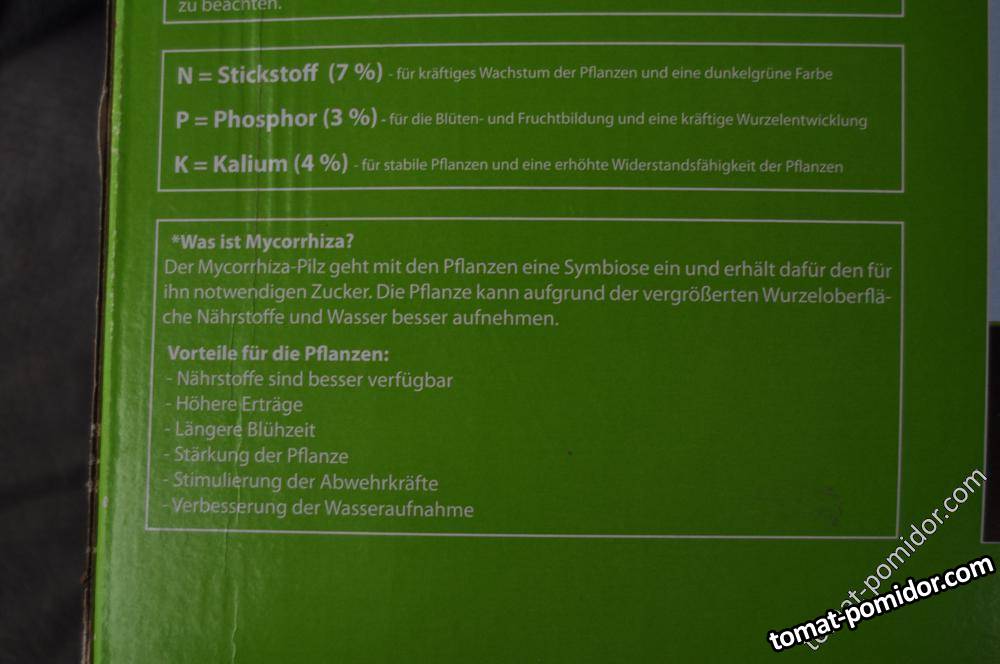 zu beachten.
N = Stickstoff (7 %) - für kräftiges Wachstum der Pflanzen und eine dunkelgrüne Farbe
P = Phosphor (3 %) - für die Blüten- und Fruchtbildung und eine kräftige Wurzelentwicklung
K = Kalium (4 %) - für stabile Pflanzen und eine erhöhte Widerstandsfähigkeit der Pflanzen
*Was ist Mycorrhiza?
Der Mycorrhiza-Pilz geht mit den Pflanzen eine Symbiose ein und erhält dafür den für
ihn notwendigen Zucker. Die Pflanze kann aufgrund der vergrößerten Wurzeloberflä-
che Nährstoffe und Wasser besser aufnehmen.
Vorteile für die Pflanzen:
- Nährstoffe sind besser verfügbar
- Höhere Erträge
- Längere Blühzeit
- Stärkung der Pflanze
- Stimulierung der Abwehrkräfte
- Verbesserung der Wasseraufnahme
tomat-pomidor.com
tomat-pomidor.com